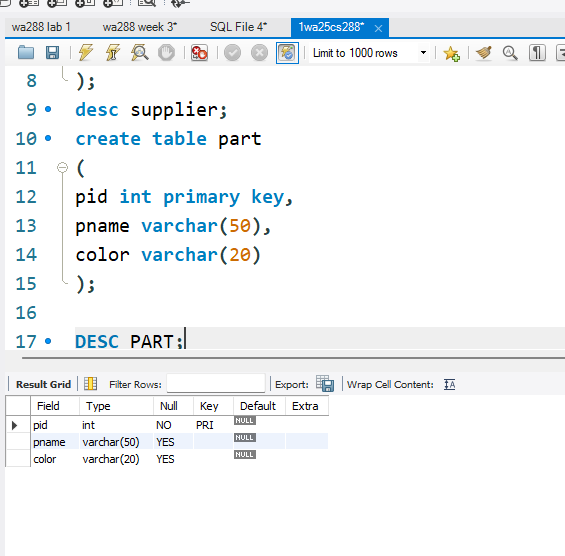 wa288 lab 1 wa288 week 3* SQL File 4* 1wa25cs288* ×
Limit to 1000 rows
8 );
9 desc supplier;
10 create table part
11 (
12 pid int primary key,
13 pname varchar(50),
14 color varchar(20)
15 );
16
17 DESC PART;
Result Grid Filter Rows: Export: Wrap Cell Content: IA
Field Type Null Key Default Extra
pid int NO PRI NULL
pname varchar(50) YES NULL
color varchar(20) YES NULL